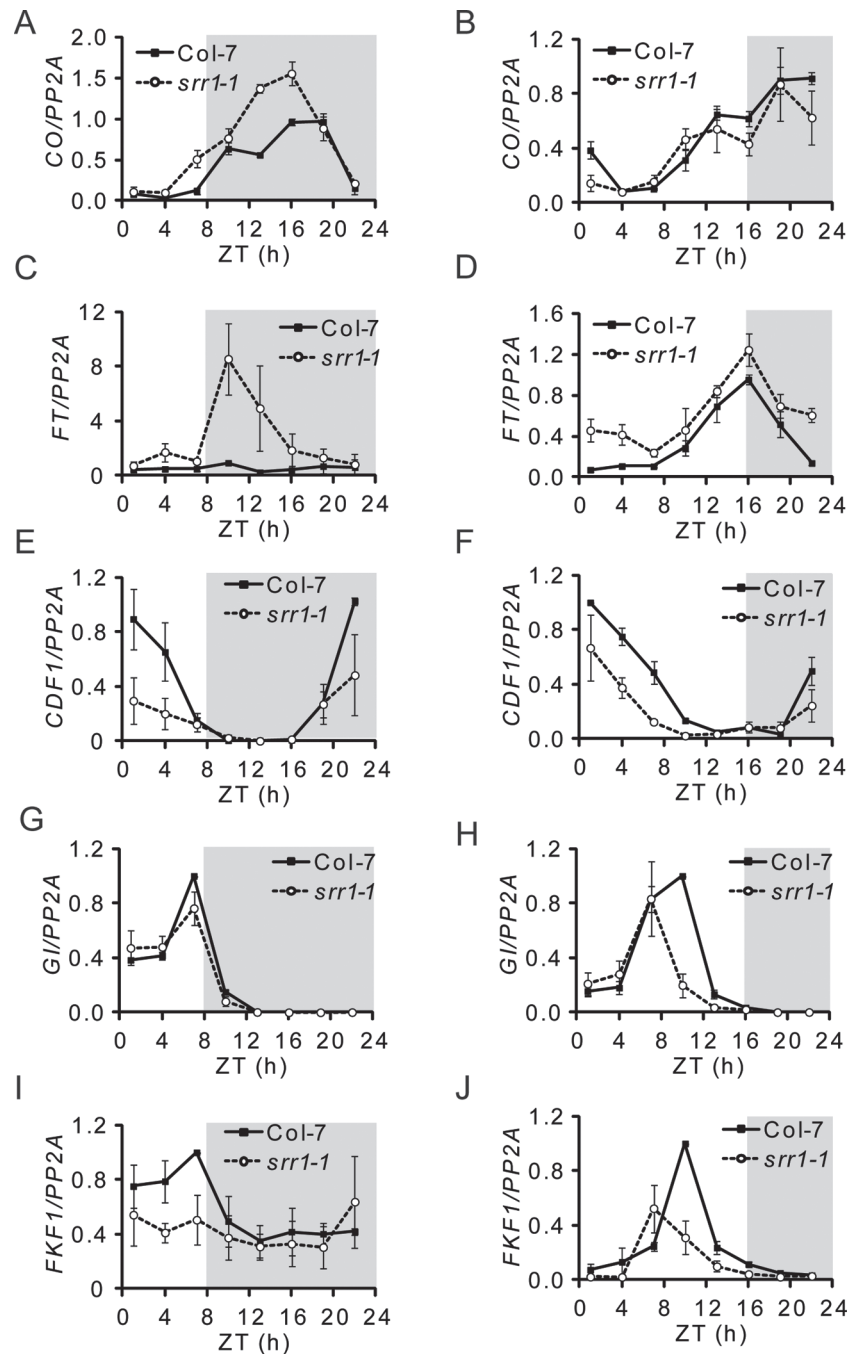 A
CO/PP2A
2.0
1.5
1.0
0.5
0.0
Col-7
srr1-1
0 4 8 12 16 20 24
ZT (h)
B
CO/PP2A
1.2
0.8
0.4
0.0
Col-7
srr1-1
0 4 8 12 16 20 24
ZT (h)
C
FT/PP2A
12
8
4
0
Col-7
srr1-1
0 4 8 12 16 20 24
ZT (h)
D
FT/PP2A
1.6
1.2
0.8
0.4
0.0
Col-7
srr1-1
0 4 8 12 16 20 24
ZT (h)
E
CDF1/PP2A
1.2
0.8
0.4
0
Col-7
srr1-1
0 4 8 12 16 20 24
ZT (h)
F
CDF1/PP2A
1.2
0.8
0.4
0.0
Col-7
srr1-1
0 4 8 12 16 20 24
ZT (h)
G
GI/PP2A
1.2
0.8
0.4
0.0
Col-7
srr1-1
0 4 8 12 16 20 24
ZT (h)
H
GI/PP2A
1.2
0.8
0.4
0.0
Col-7
srr1-1
0 4 8 12 16 20 24
ZT (h)
I
FKF1/PP2A
1.2
0.8
0.4
0
Col-7
srr1-1
0 4 8 12 16 20 24
ZT (h)
J
FKF1/PP2A
1.2
0.8
0.4
0.0
Col-7
srr1-1
0 4 8 12 16 20 24
ZT (h)